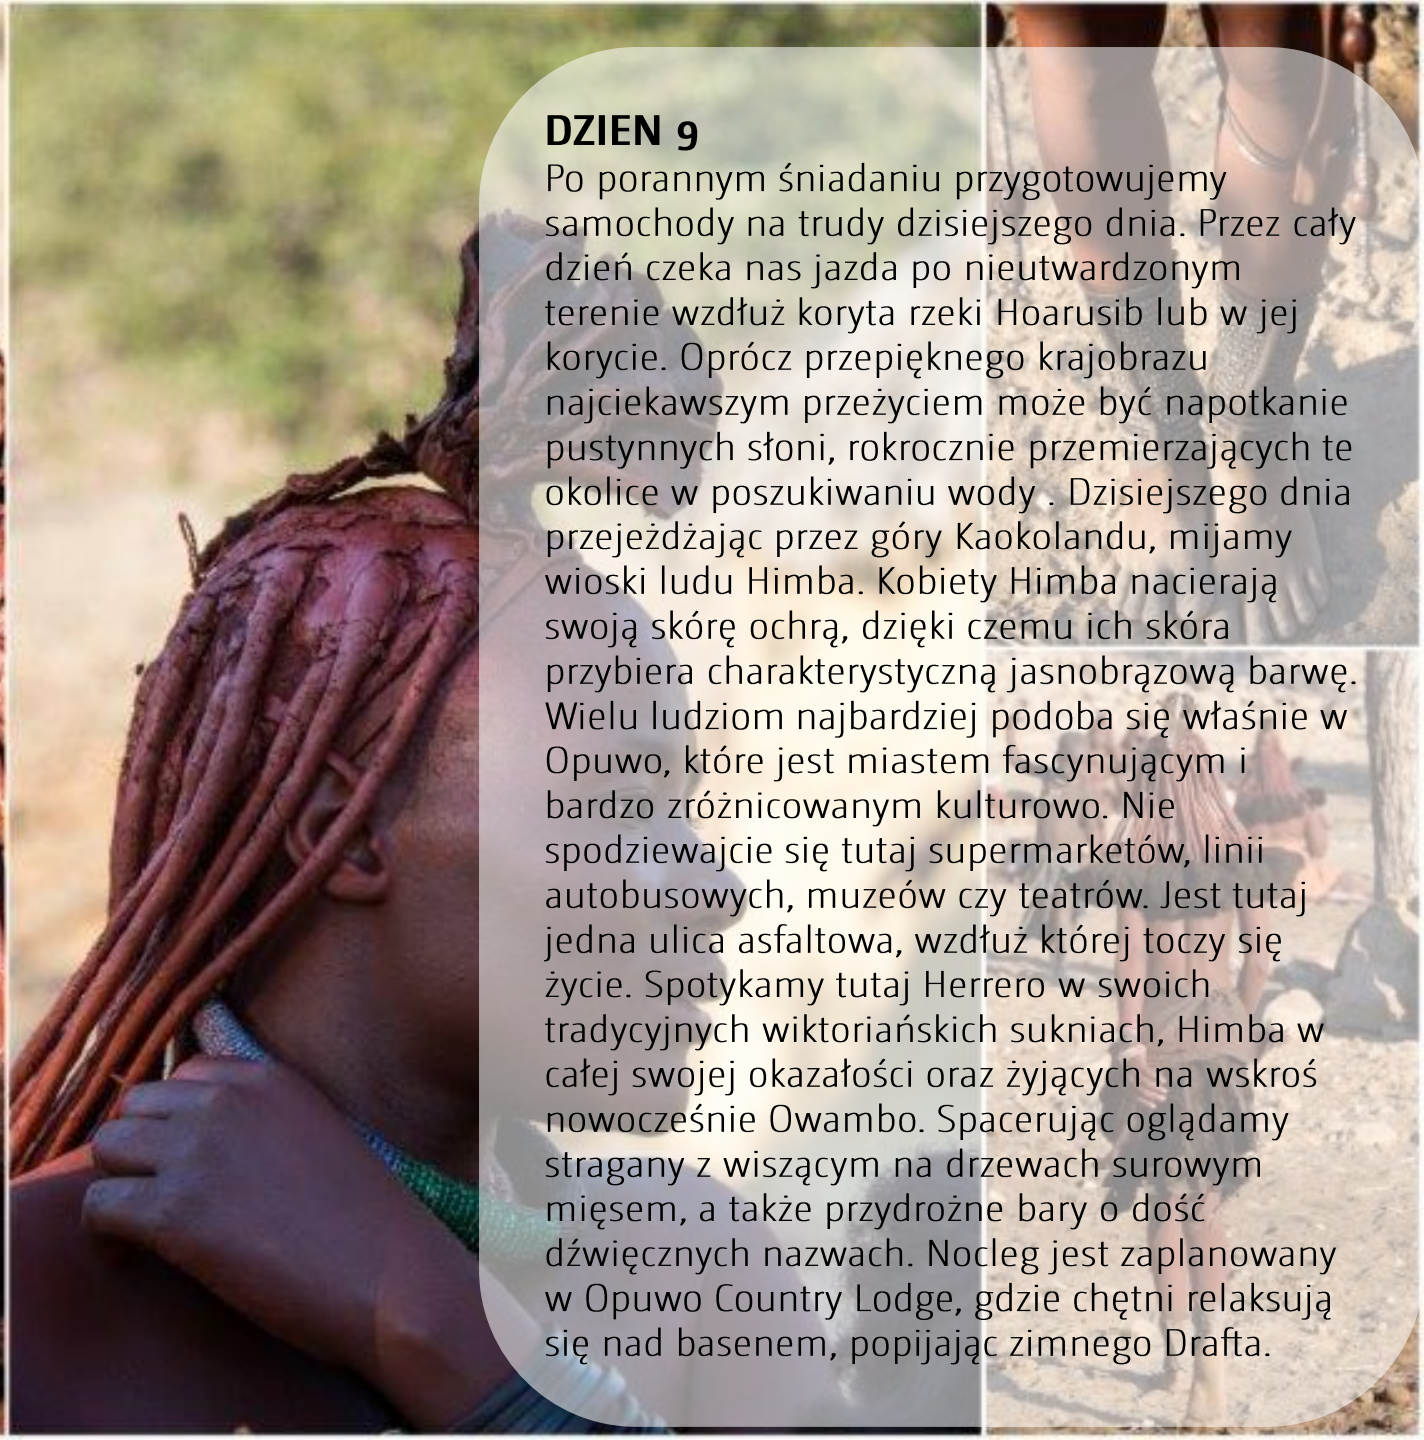 DZIEN 9
Po porannym śniadaniu przygotowujemy
samochody na trudy dzisiejszego dnia. Przez cały
dzień czeka nas jazda po nieutwardzonym
terenie wzdłuż koryta rzeki Hoarusib lub w jej
korycie. Oprócz przepięknego krajobrazu
najciekawszym przeżyciem może być napotkanie
pustynnych słoni, rokrocznie przemierzających te
okolice w poszukiwaniu wody . Dzisiejszego dnia
przejeżdżając przez góry Kaokolandu, mijamy
wioski ludu Himba. Kobiety Himba nacierają
swoją skórę ochrą, dzięki czemu ich skóra
przybiera charakterystyczną jasnobrązową barwę.
Wielu ludziom najbardziej podoba się właśnie w
Opuwo, które jest miastem fascynującym i
bardzo zróżnicowanym kulturowo. Nie
spodziewajcie się tutaj supermarketów, linii
autobusowych, muzeów czy teatrów. Jest tutaj
jedna ulica asfaltowa, wzdłuż której toczy się
życie. Spotykamy tutaj Herrero w swoich
tradycyjnych wiktoriańskich sukniach, Himba w
całej swojej okazałości oraz żyjących na wskroś
nowocześnie Owambo. Spacerując oglądamy
stragany z wiszącym na drzewach surowym
mięsem, a także przydrożne bary o dość
dźwięcznych nazwach. Nocleg jest zaplanowany
w Opuwo Country Lodge, gdzie chętni relaksują
się nad basenem, popijając zimnego Drafta.